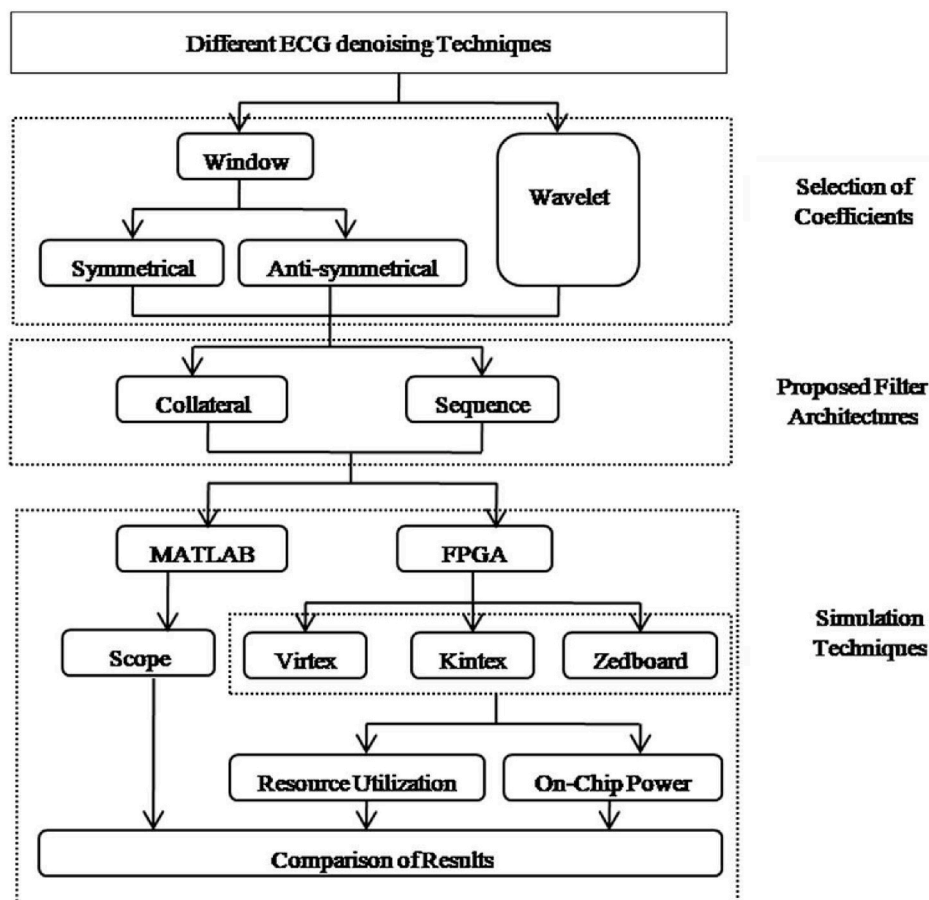 Different ECG denoising Techniques
Window
Wavelet
Symmetrical
Anti-symmetrical
Selection of
Coefficients
Collateral
Sequence
Proposed Filter
Architectures
MATLAB
FPGA
Scope
Virtex
Kintex
Zedboard
Simulation
Techniques
Resource Utilization
On-Chip Power
Comparison of Results